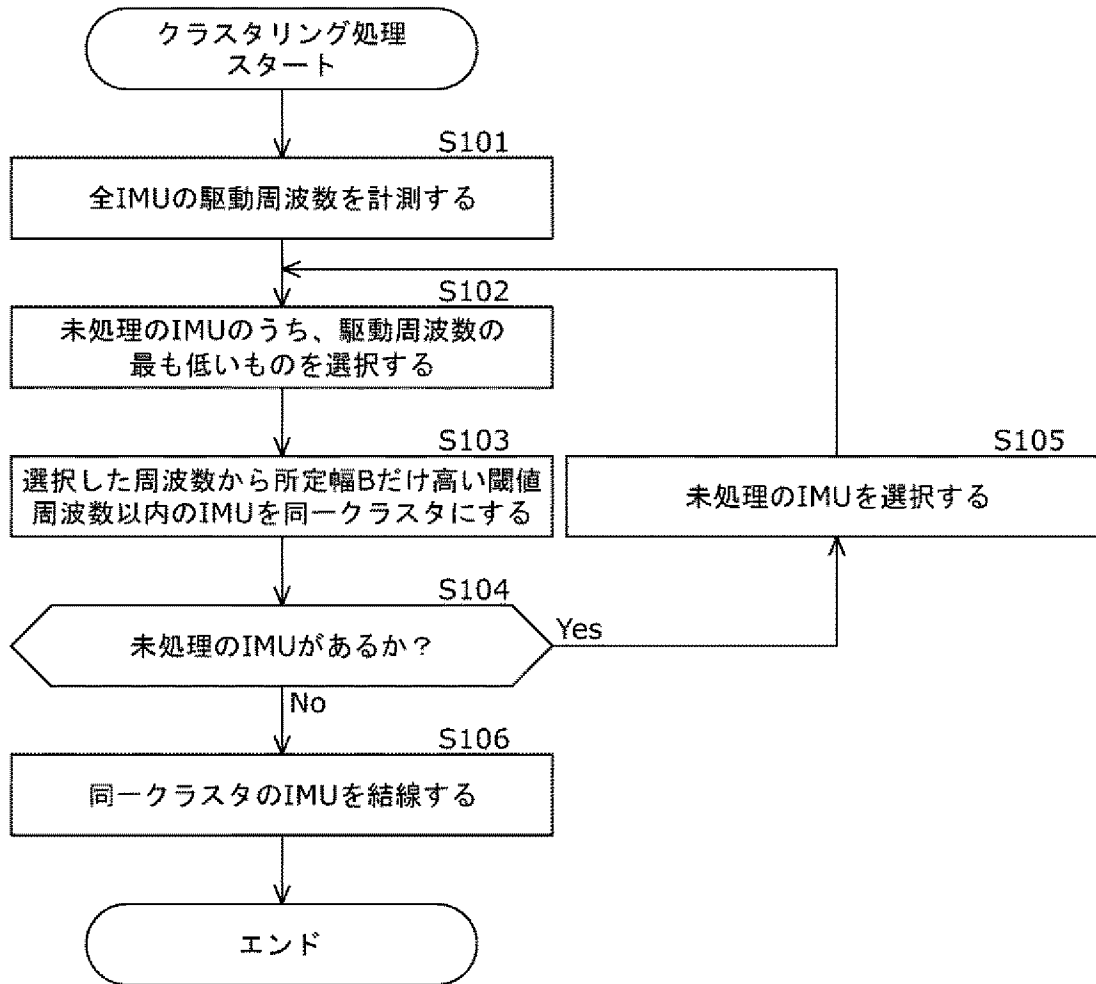 クラスタリング処理
スタート
S101
全IMUの駆動周波数を計測する
S102
未処理のIMUのうち、駆動周波数の
最も低いものを選択する
S103
選択した周波数から所定幅Bだけ高い閾値
周波数以内のIMUを同一クラスタにする
S105
未処理のIMUを選択する
S104
未処理のIMUがあるか？
Yes
No
S106
同一クラスタのIMUを結線する
エンド